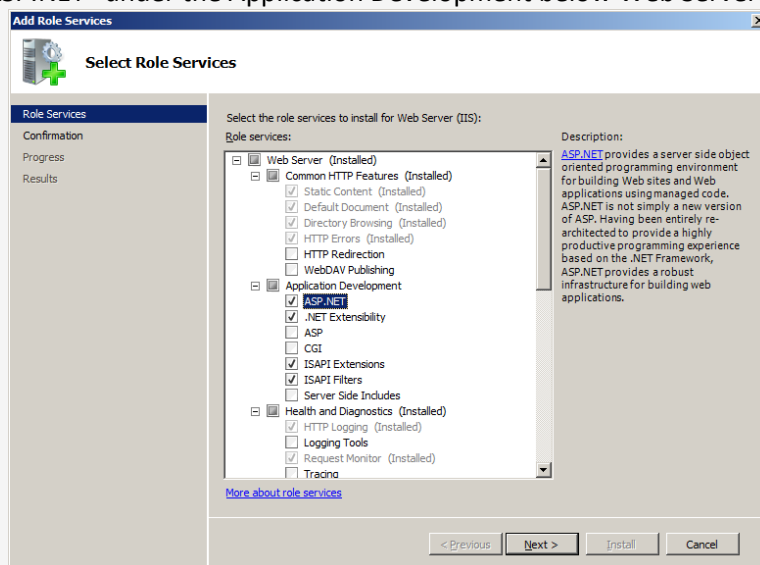 under the Application Development below Web Server
Add Role Services
Select Role Services
Role Services
Confirmation
Progress
Results
Select the role services to install for Web Server (IIS):
Role services:
Web Server (Installed)
Common HTTP Features (Installed)
Static Content (Installed)
Default Document (Installed)
Directory Browsing (Installed)
HTTP Errors (Installed)
HTTP Redirection
WebDAV Publishing
Application Development
ASP.NET
.NET Extensibility
ASP
CGI
ISAPI Extensions
ISAPI Filters
Server Side Includes
Health and Diagnostics (Installed)
HTTP Logging (Installed)
Logging Tools
Request Monitor (Installed)
Tracing
More about role services
Description:
ASP.NET provides a server side object
oriented programming environment
for building Web sites and Web
applications using managed code.
ASP.NET is not simply a new version
of ASP. Having been entirely re-
architected to provide a highly
productive programming experience
based on the .NET Framework,
ASP.NET provides a robust
infrastructure for building web
applications.
< Previous
Next >
Install
Cancel